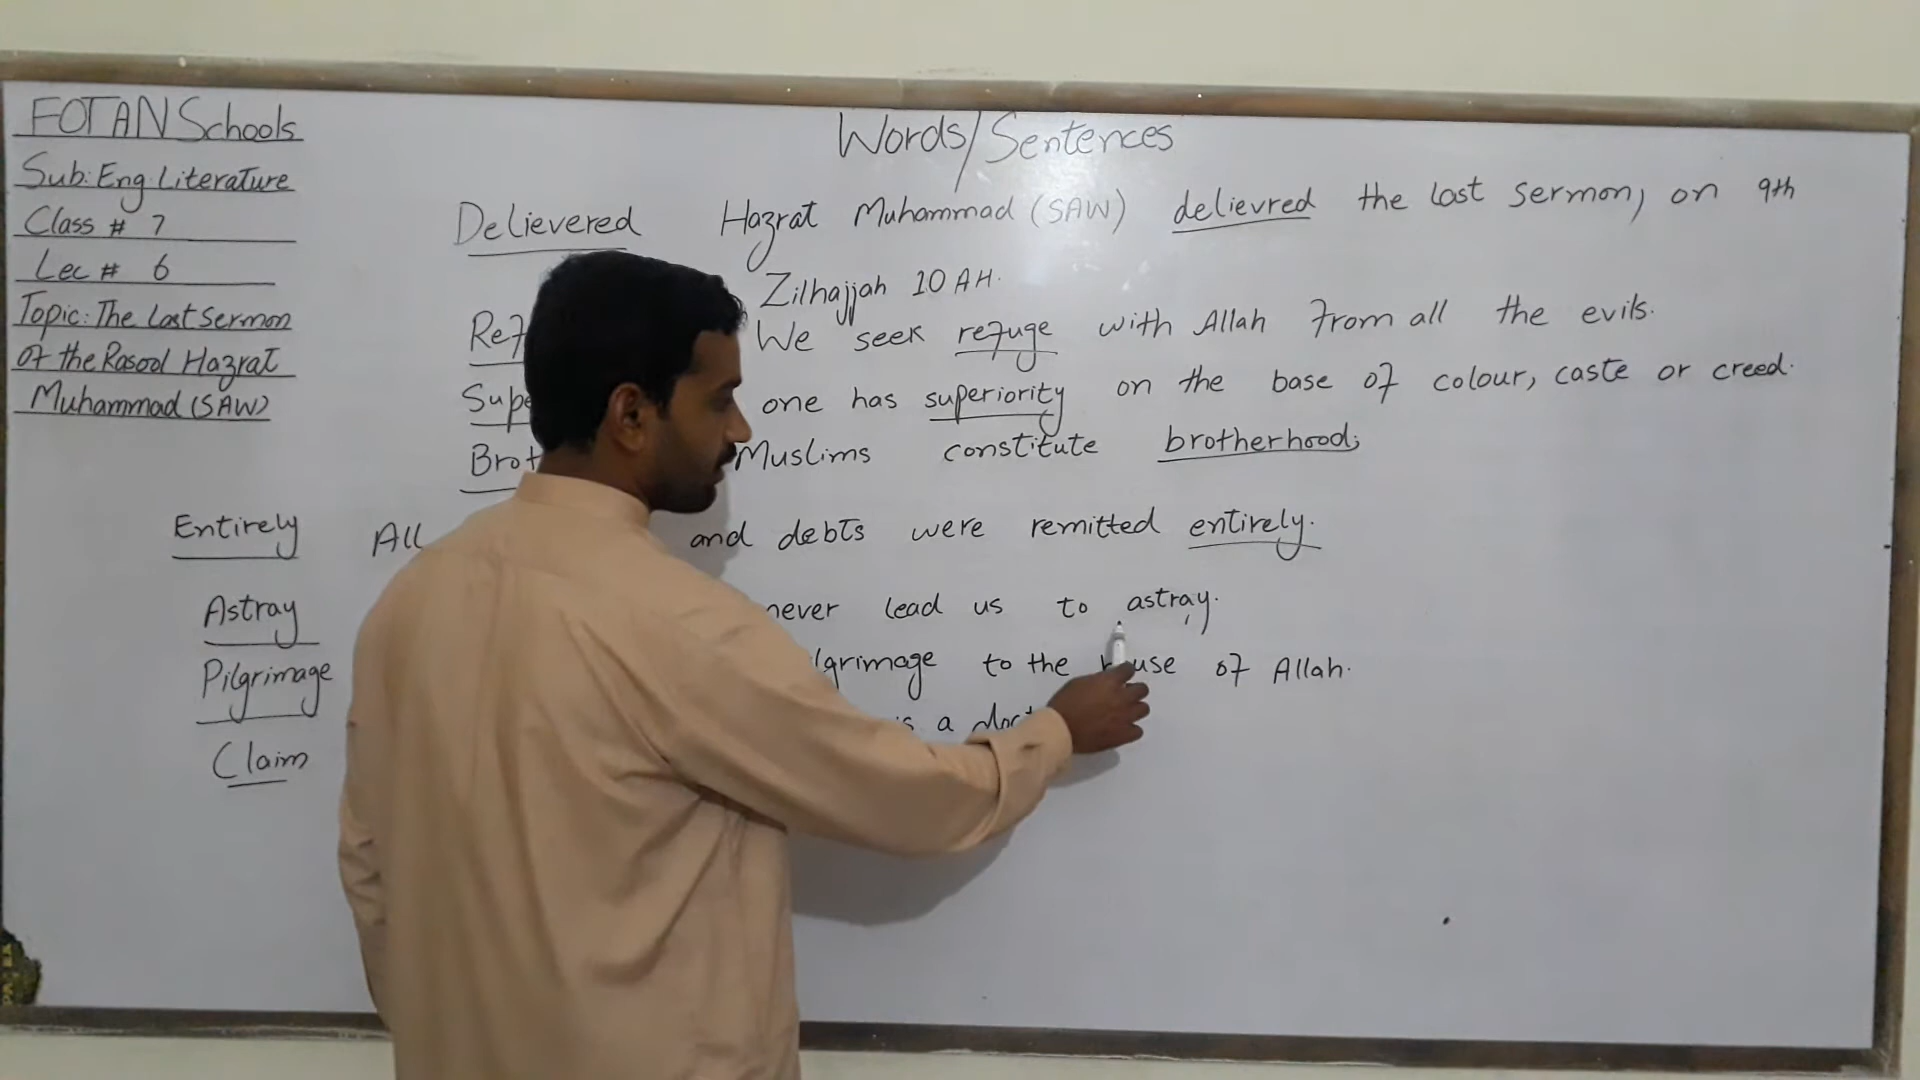 FOTAN Schools
Sub: Eng. Literature
Class # 7
Lec # 6
Topic: The Last Sermon
of the Rasool Hazrat
Muhammad (SAW)
Words/Sentences
Delievered Hazrat Muhammad (SAW) delievred the last sermon, on 9th
Zilhajjah 10 AH.
We seek refuge with Allah from all the evils.
one has superiority on the base of colour, caste or creed.
Muslims constitute brotherhood;
Entirely All and debts were remitted entirely.
Astray never lead us to astray.
Pilgrimage to the of Allah.
Claim is a